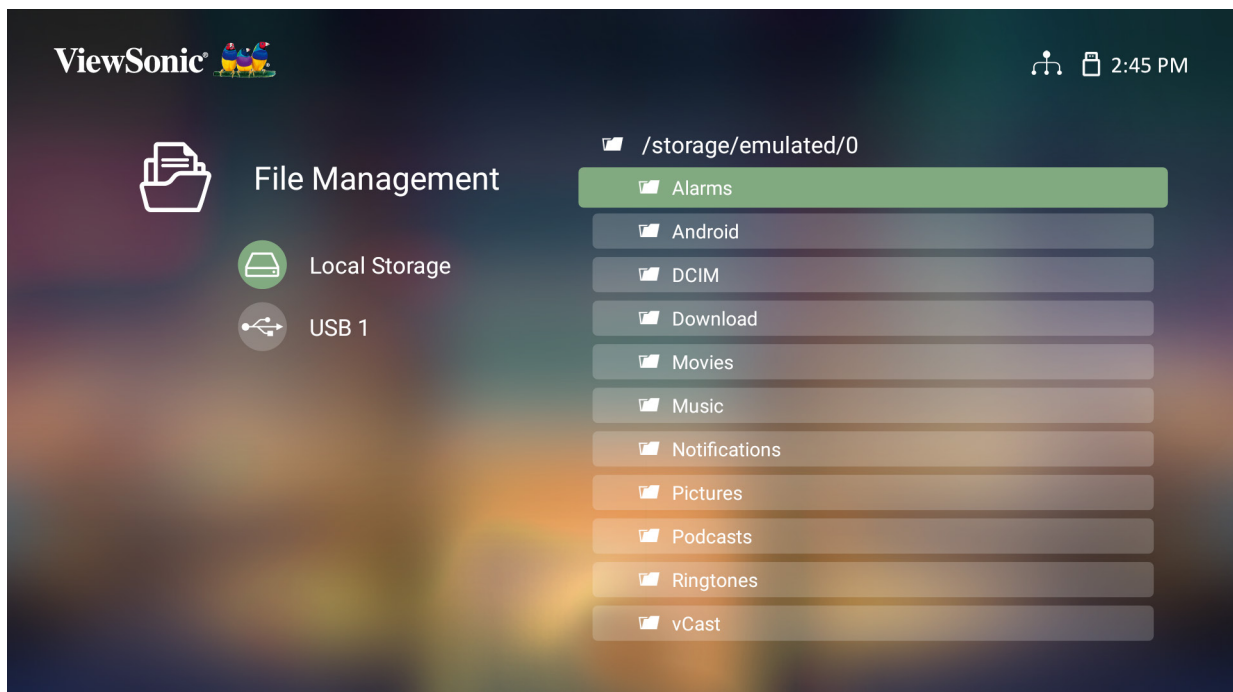 ViewSonic®
2:45 PM
File Management
Local Storage
USB 1
/storage/emulated/0
Alarms
Android
DCIM
Download
Movies
Music
Notifications
Pictures
Podcasts
Ringtones
vCast